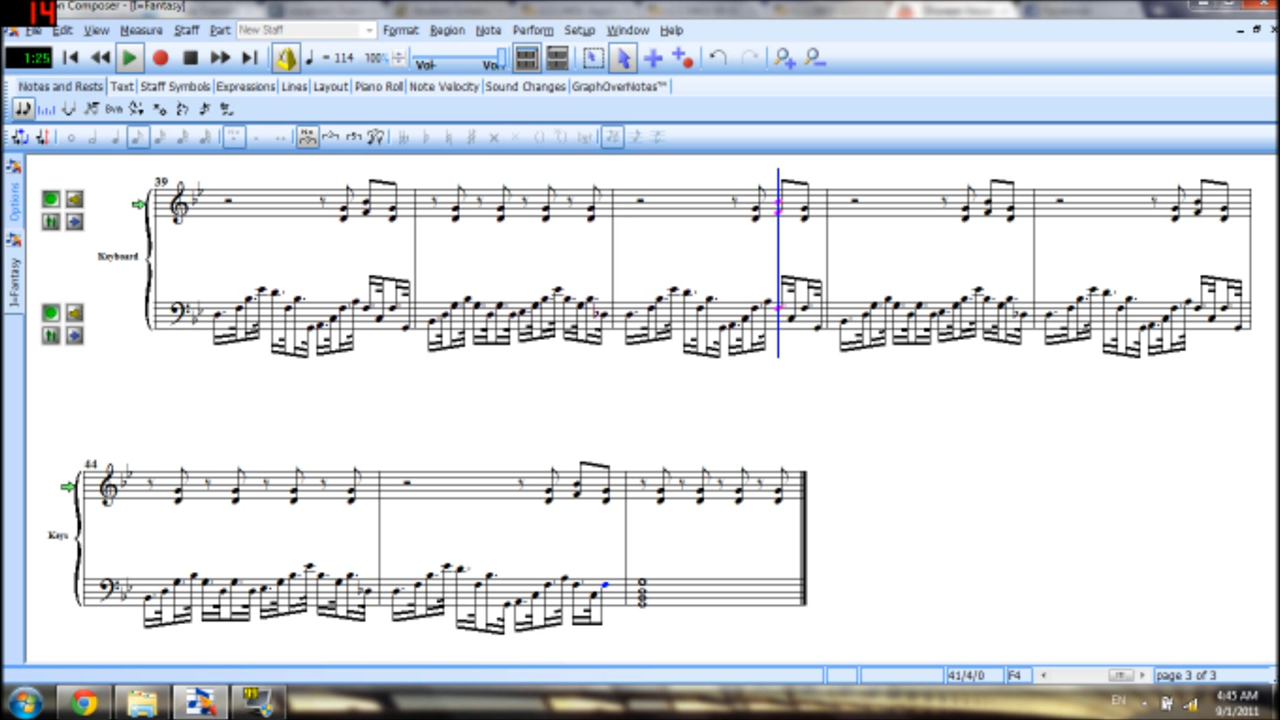 14
on Composer - [I=Fantasy]
File Edit View Measure Staff Part New Staff Format Region Note Perform Setup Window Help
1:25 = 114 100% Vol- Vol-
Notes and Rests Text Staff Symbols Expressions Lines Layout Piano Roll Note Velocity Sound Changes GraphOverNotes™
8va
Options
I=Fantasy
39
Keyboard
44
Keys
41/4/0 F4 page 3 of 3
EN 4:45 AM
9/1/2011